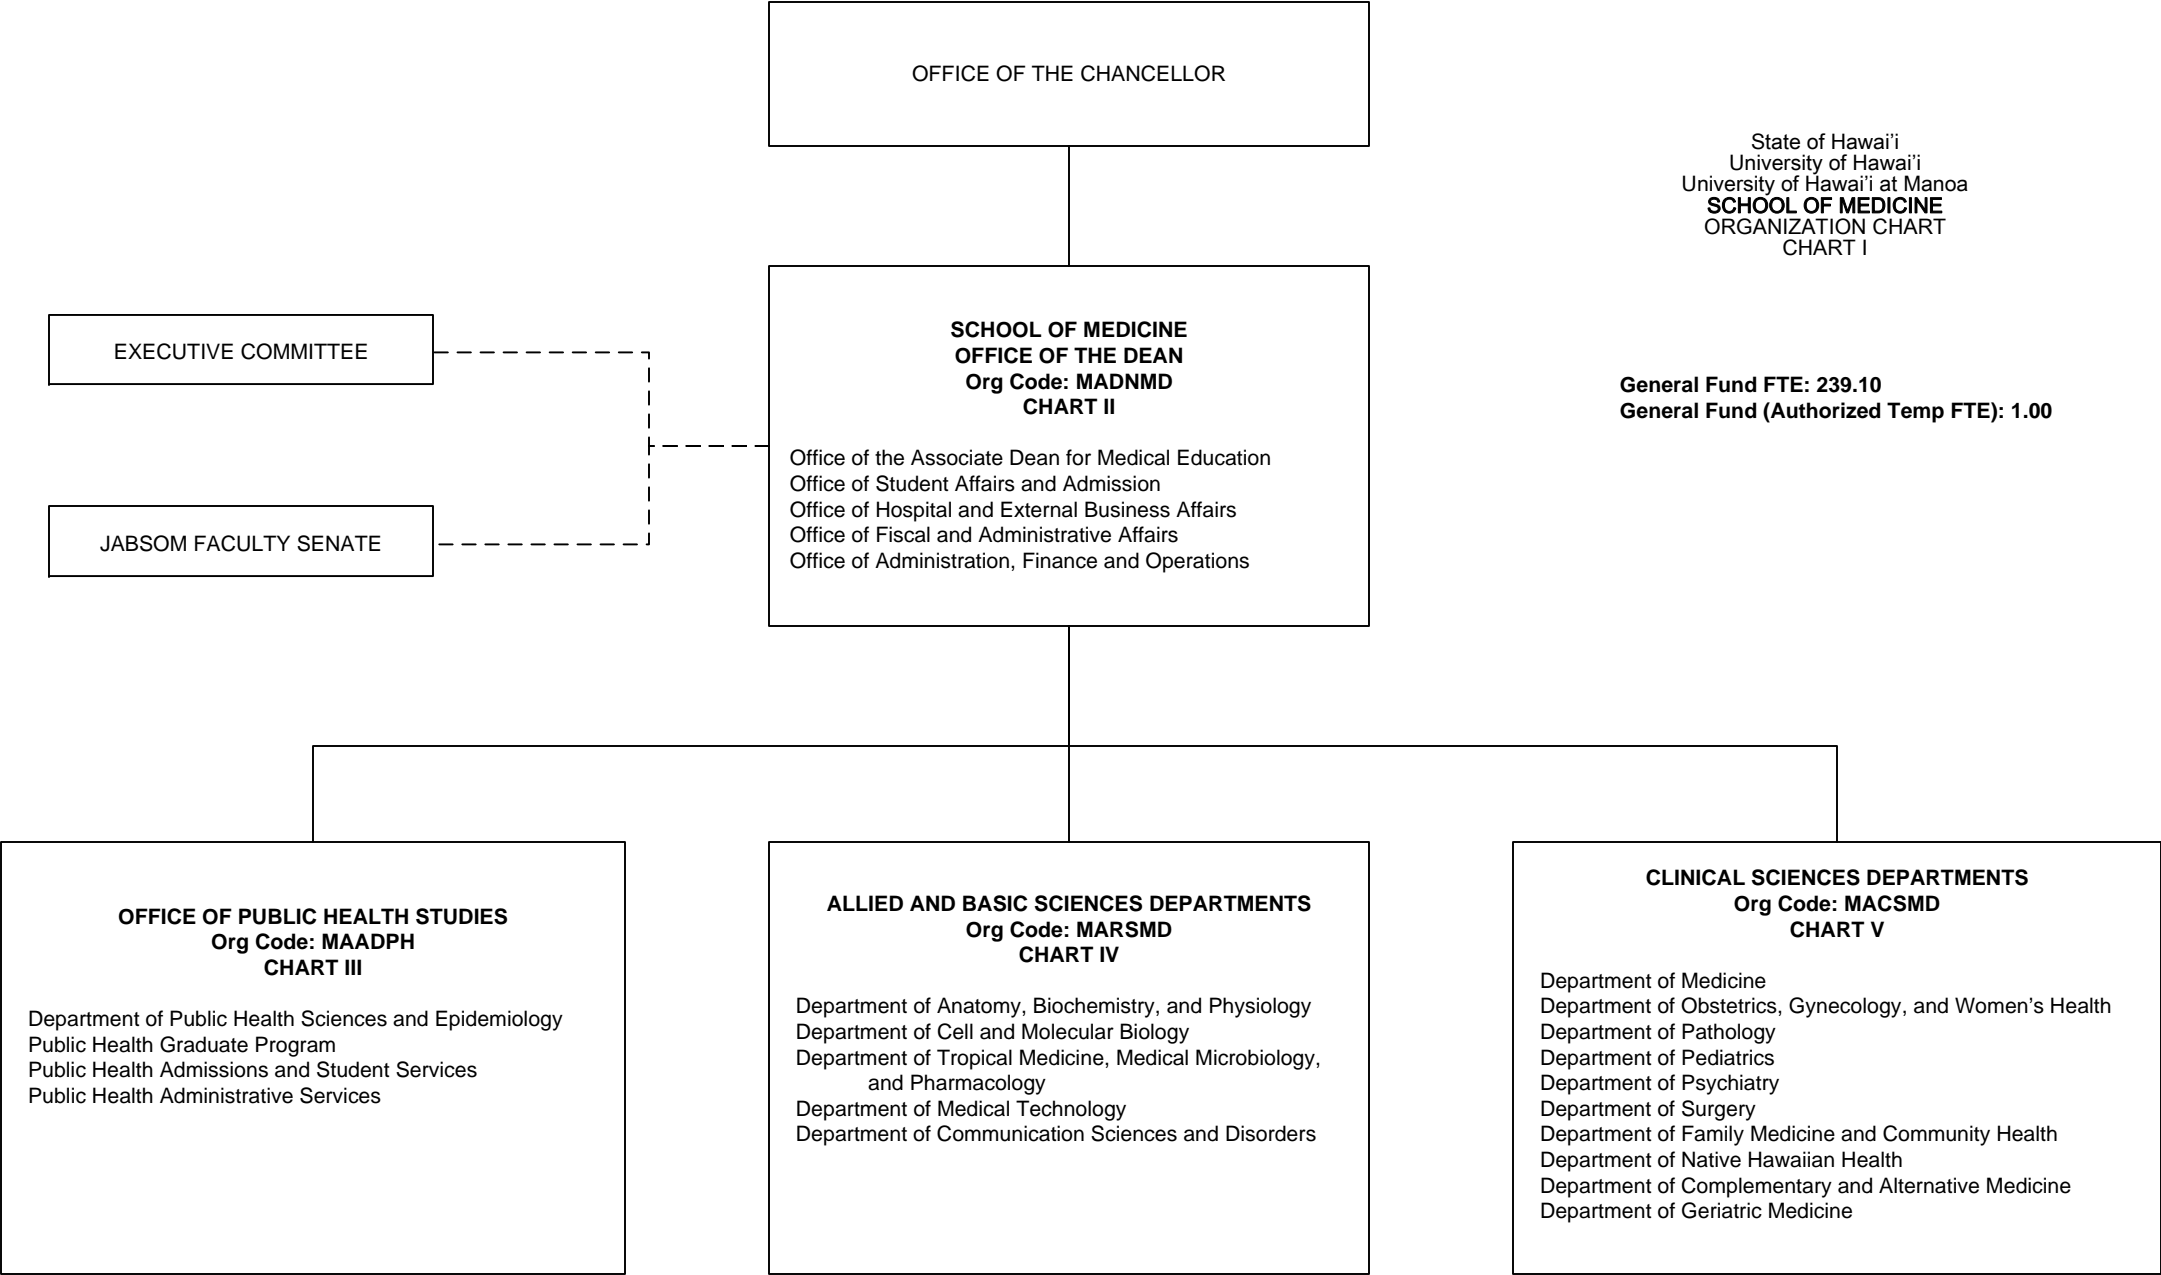 OFFICE OF THE CHANCELLOR
State of Hawai’i
University of Hawai’i
University of Hawai’i at Manoa
SCHOOL OF MEDICINE
ORGANIZATION CHART
CHART I
General Fund FTE: 239.10
General Fund (Authorized Temp FTE): 1.00
EXECUTIVE COMMITTEE
JABSOM FACULTY SENATE
SCHOOL OF MEDICINE
OFFICE OF THE DEAN
Org Code: MADNMD
CHART II
Office of the Associate Dean for Medical Education
Office of Student Affairs and Admission
Office of Hospital and External Business Affairs
Office of Fiscal and Administrative Affairs
Office of Administration, Finance and Operations
OFFICE OF PUBLIC HEALTH STUDIES
Org Code: MAADPH
CHART III
Department of Public Health Sciences and Epidemiology
Public Health Graduate Program
Public Health Admissions and Student Services
Public Health Administrative Services
ALLIED AND BASIC SCIENCES DEPARTMENTS
Org Code: MARSMD
CHART IV
Department of Anatomy, Biochemistry, and Physiology
Department of Cell and Molecular Biology
Department of Tropical Medicine, Medical Microbiology,
and Pharmacology
Department of Medical Technology
Department of Communication Sciences and Disorders
CLINICAL SCIENCES DEPARTMENTS
Org Code: MACSMD
CHART V
Department of Medicine
Department of Obstetrics, Gynecology, and Women’s Health
Department of Pathology
Department of Pediatrics
Department of Psychiatry
Department of Surgery
Department of Family Medicine and Community Health
Department of Native Hawaiian Health
Department of Complementary and Alternative Medicine
Department of Geriatric Medicine